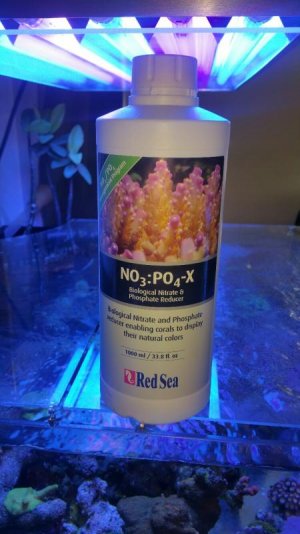 NO3:PO4-X
Biological Nitrate &
Phosphate Reducer
Biological Nitrate and Phosphate
reducer enabling corals to display
their natural colors
1000 ml / 33.8 fl oz
Red Sea